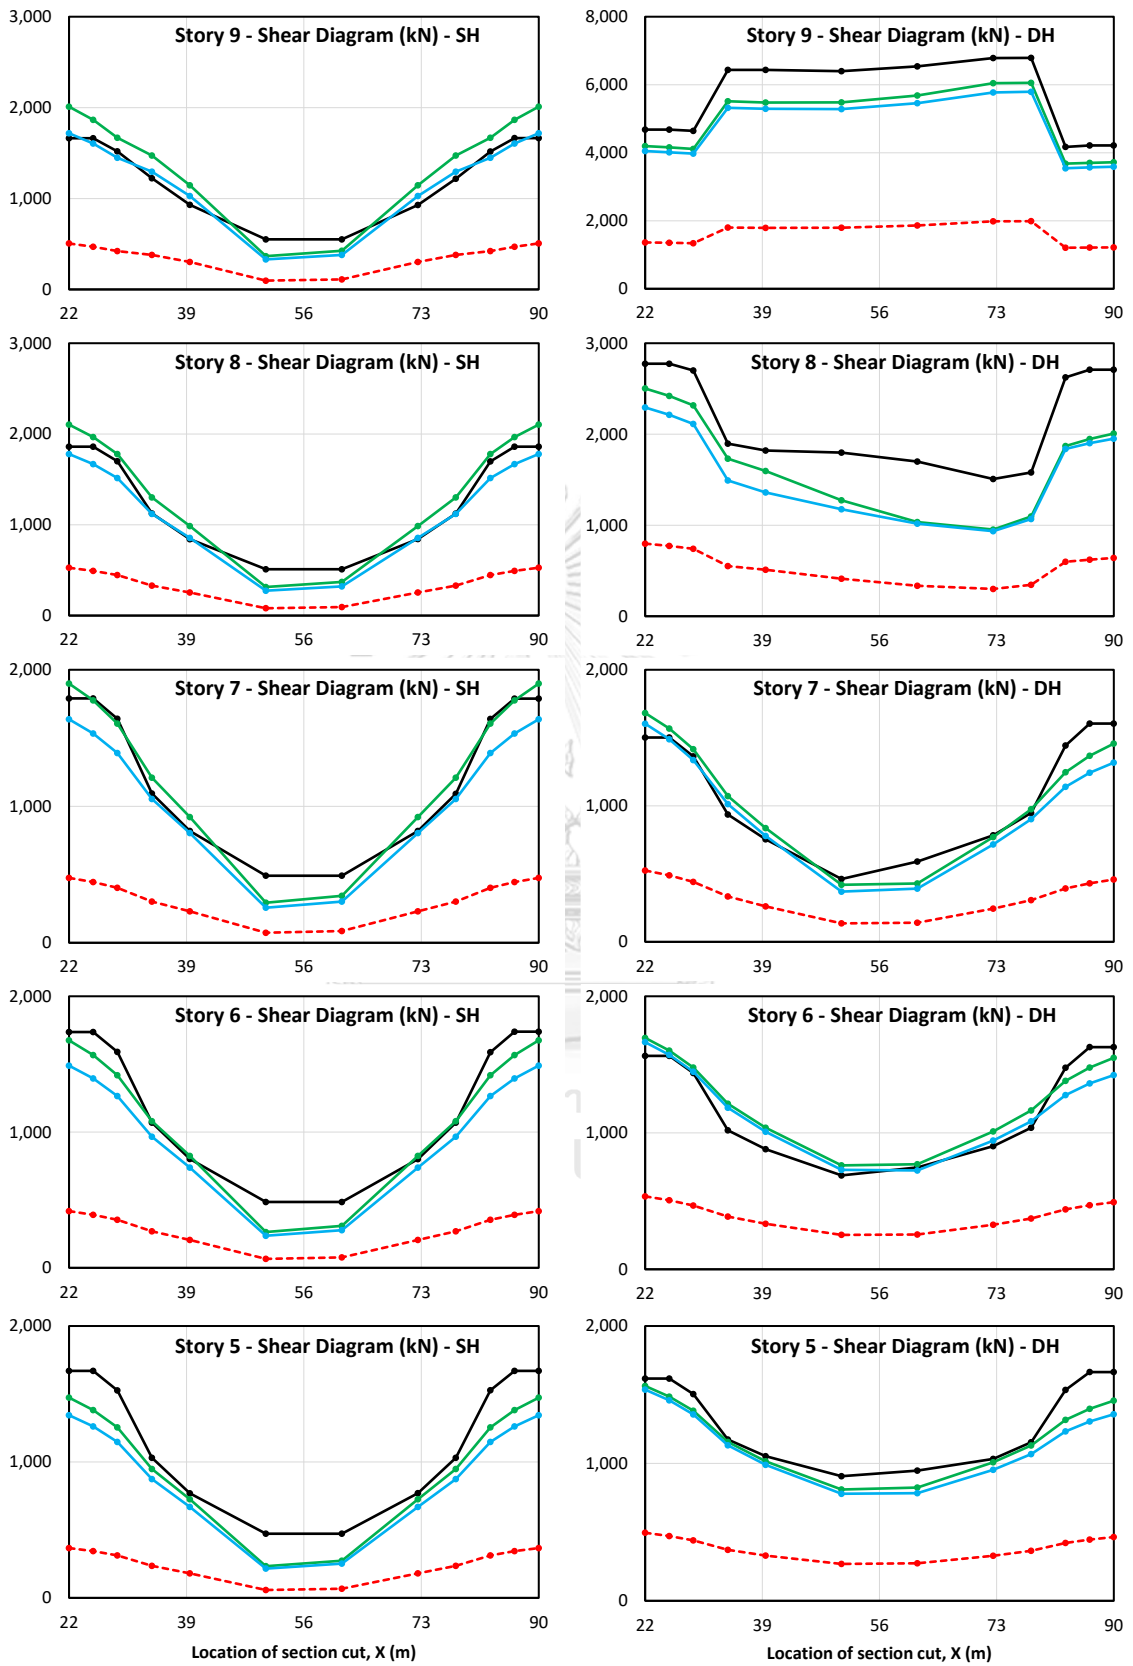 Story 9 - Shear Diagram (kN) - SH
3,000
2,000
1,000
0
22 39 56 73 90
Story 9 - Shear Diagram (kN) - DH
8,000
6,000
4,000
2,000
0
22 39 56 73 90
Story 8 - Shear Diagram (kN) - SH
3,000
2,000
1,000
0
22 39 56 73 90
Story 8 - Shear Diagram (kN) - DH
3,000
2,000
1,000
0
22 39 56 73 90
Story 7 - Shear Diagram (kN) - SH
2,000
1,000
0
22 39 56 73 90
Story 7 - Shear Diagram (kN) - DH
2,000
1,000
0
22 39 56 73 90
Story 6 - Shear Diagram (kN) - SH
2,000
1,000
0
22 39 56 73 90
Story 6 - Shear Diagram (kN) - DH
2,000
1,000
0
22 39 56 73 90
Story 5 - Shear Diagram (kN) - SH
2,000
1,000
0
22 39 56 73 90
Location of section cut, X (m)
Story 5 - Shear Diagram (kN) - DH
2,000
1,000
0
22 39 56 73 90
Location of section cut, X (m)